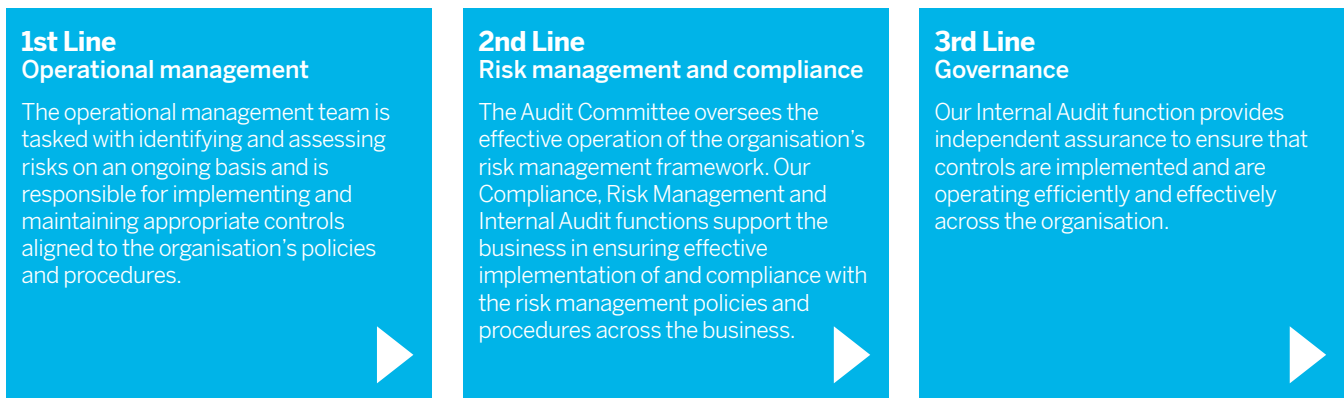 1st Line
Operational management
The operational management team is
tasked with identifying and assessing
risks on an ongoing basis and is
responsible for implementing and
maintaining appropriate controls
aligned to the organisation's policies
and procedures.
2nd Line
Risk management and compliance
The Audit Committee oversees the
effective operation of the organisation's
risk management framework. Our
Compliance, Risk Management and
Internal Audit functions support the
business in ensuring effective
implementation of and compliance with
the risk management policies and
procedures across the business.
3rd Line
Governance
Our Internal Audit function provides
independent assurance to ensure that
controls are implemented and are
operating efficiently and effectively
across the organisation.